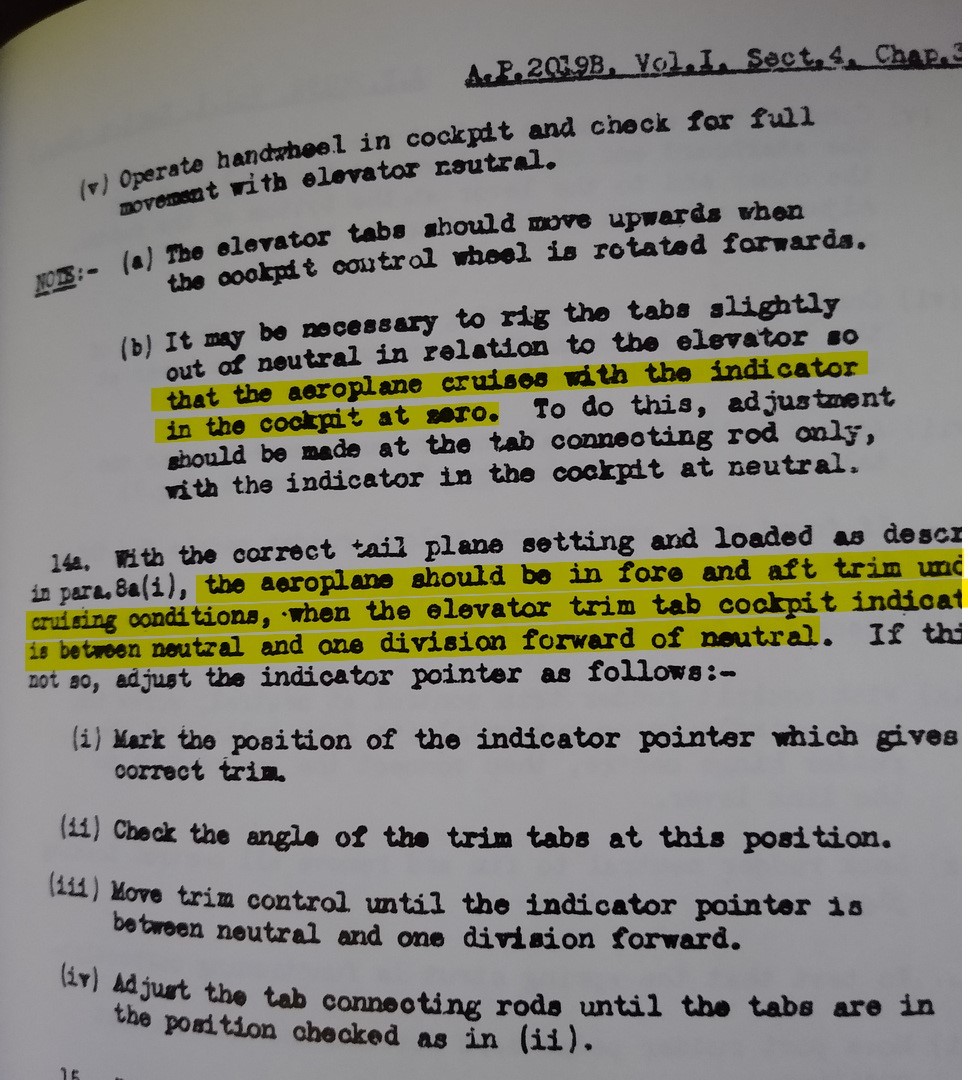 A.P.2019B, Vol.I, Sect.4, Chap.3
(v) Operate handwheel in cockpit and check for full
movement with elevator neutral.
NOTE:- (a) The elevator tabs should move upwards when
the cockpit control wheel is rotated forwards.
(b) It may be necessary to rig the tabs slightly
out of neutral in relation to the elevator so
that the aeroplane cruises with the indicator
in the cockpit at zero. To do this, adjustment
should be made at the tab connecting rod only,
with the indicator in the cockpit at neutral.
14a. With the correct tail plane setting and loaded as descr
in para.8a(i), the aeroplane should be in fore and aft trim und
cruising conditions, when the elevator trim tab cockpit indicat
is between neutral and one division forward of neutral. If thi
not so, adjust the indicator pointer as follows:-
(i) Mark the position of the indicator pointer which gives
correct trim.
(ii) Check the angle of the trim tabs at this position.
(iii) Move trim control until the indicator pointer is
between neutral and one division forward.
(iv) Adjust the tab connecting rods until the tabs are in
the position checked as in (ii).
15